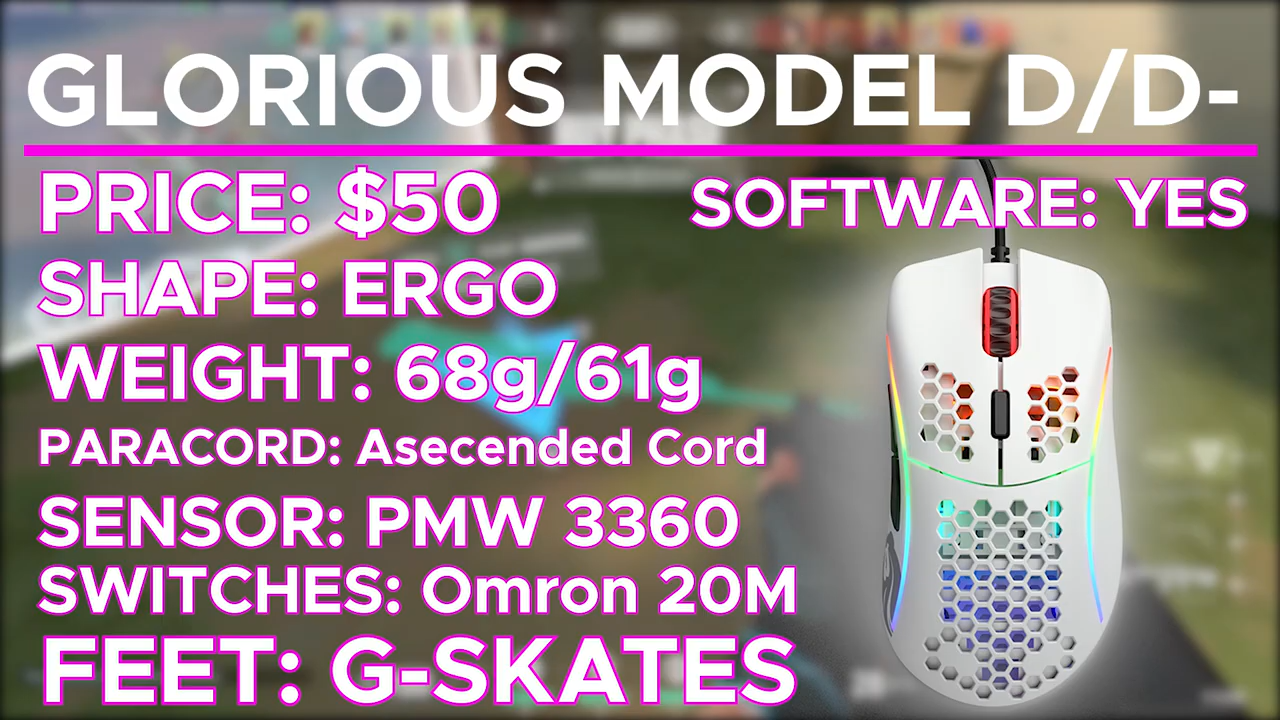 GLORIOUS MODEL D/D-
PRICE: $50
SOFTWARE: YES
SHAPE: ERGO
WEIGHT: 68g/61g
PARACORD: Asecended Cord
SENSOR: PMW 3360
SWITCHES: Omron 20M
FEET: G-SKATES